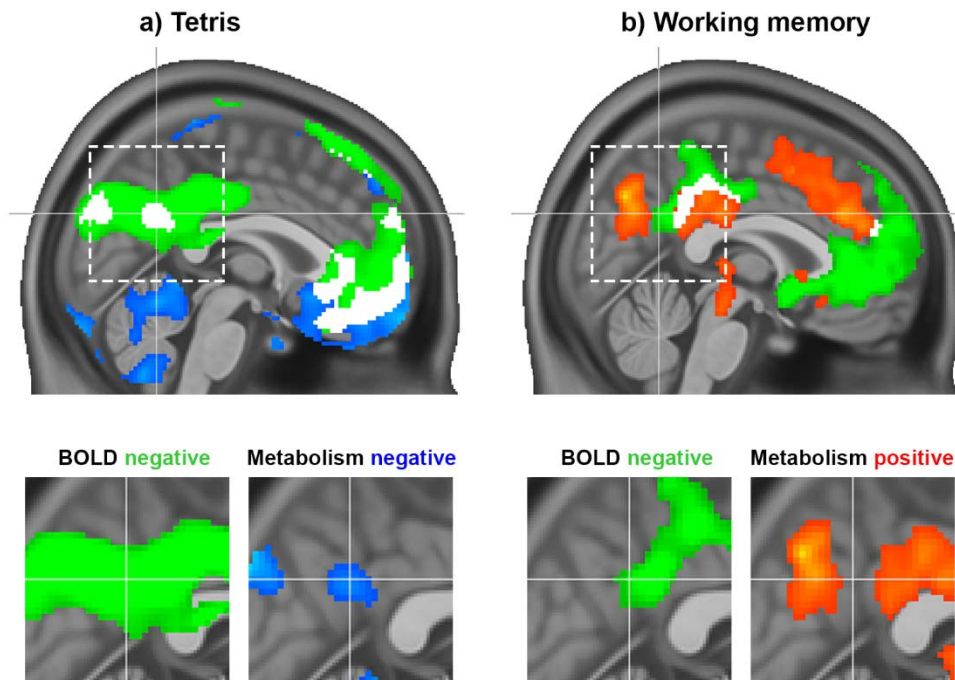 a) Tetris
b) Working memory
BOLD negative
Metabolism negative
BOLD negative
Metabolism positive